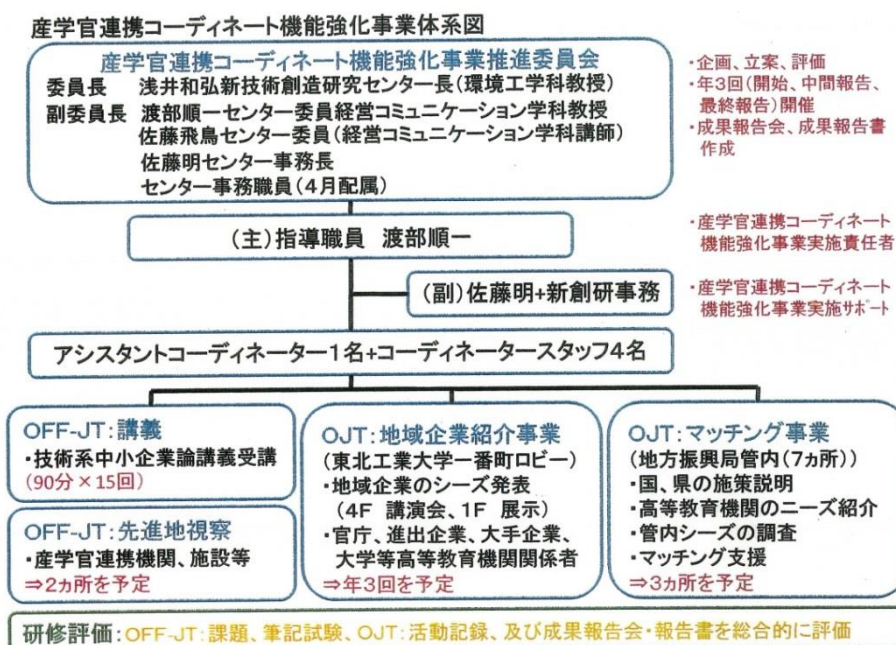 産学官連携コーディネート機能強化事業体系図
産学官連携コーディネート機能強化事業推進委員会
委員長　浅井和弘新技術創造研究センター長(環境工学科教授)
副委員長　渡部順一センター委員経営コミュニケーション学科教授)
佐藤飛鳥センター委員(経営コミュニケーション学科講師)
佐藤明センター事務長
センター事務職員(4月配属)
・企画、立案、評価
・年3回(開始、中間報告、
最終報告)開催
・成果報告会、成果報告書
作成
(主)指導職員　渡部順一
・産学官連携コーディネート
機能強化事業実施責任者
(副)佐藤明+新創研事務
・産学官連携コーディネート
機能強化事業実施サポート
アシスタントコーディネーター1名+コーディネータースタッフ4名
OFF-JT:講義
・技術系中小企業論講義受講
(90分×15回)
OFF-JT:先進地視察
・産学官連携機関、施設等
⇒2ヵ所を予定
OJT:地域企業紹介事業
(東北工業大学一番町ロビー)
・地域企業のシーズ発表
(4F 講演会、1F 展示)
・官庁、進出企業、大手企業、
大学等高等教育機関関係者
⇒年3回を予定
OJT:マッチング事業
(地方振興局管内(7ヵ所))
・国、県の施策説明
・高等教育機関のニーズ紹介
・管内シーズの調査
・マッチング支援
⇒3ヵ所を予定
研修評価:OFF-JT:課題、筆記試験、OJT:活動記録、及び成果報告会・報告書を総合的に評価